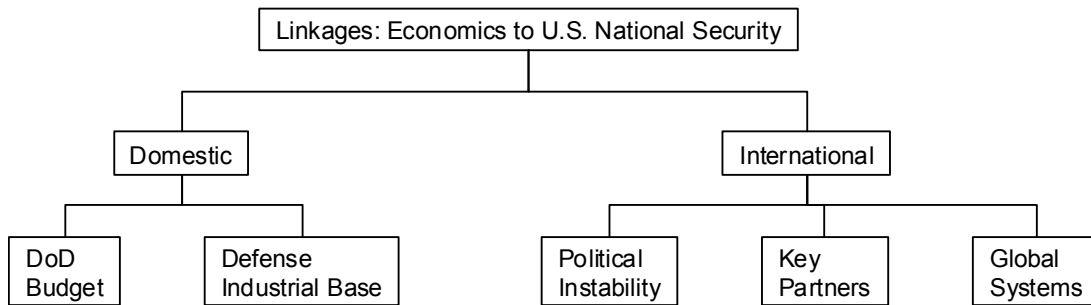 Linkages: Economics to U.S. National Security
Domestic
International
DoD
Budget
Defense
Industrial Base
Political
Instability
Key
Partners
Global
Systems